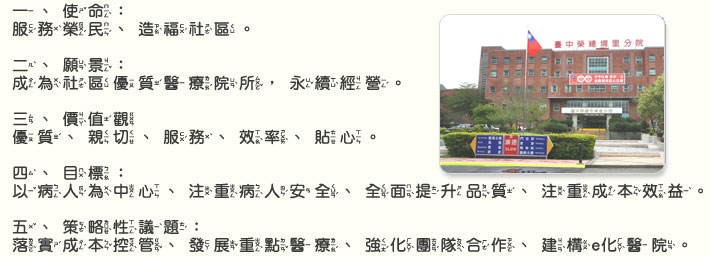 一、使命：
服務榮民、造福社區。
二、願景：
成為社區優質醫療院所，永續經營。
三、價值觀
優質、親切、服務、效率、貼心。
四、目標：
以病人為中心、注重病人安全、全面提升品質、注重成本效益。
五、策略性議題：
落實成本控管、發展重點醫療、強化團隊合作、建構e化醫院。
臺中榮總埔里分院